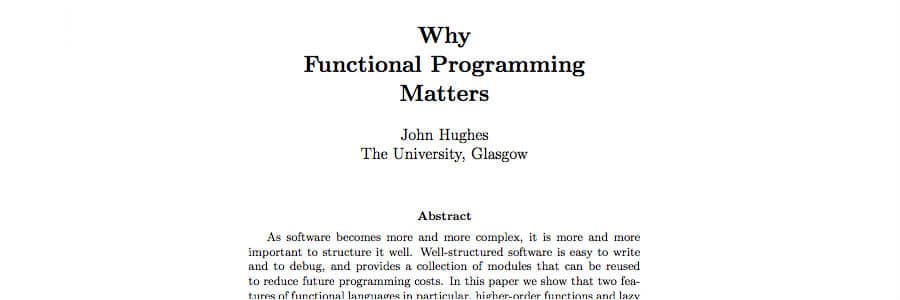 Why
Functional Programming
Matters
John Hughes
The University, Glasgow
Abstract
As software becomes more and more complex, it is more and more
important to structure it well. Well-structured software is easy to write
and to debug, and provides a collection of modules that can be reused
to reduce future programming costs. In this paper we show that two fea-
tures of functional languages in particular, higher-order functions and lazy